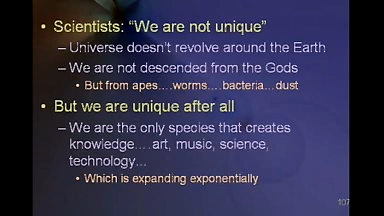 • Scientists: "We are not unique"
– Universe doesn't revolve around the Earth
– We are not descended from the Gods
• But from apes....worms....bacteria...dust
• But we are unique after all
– We are the only species that creates
knowledge....art, music, science,
technology...
• Which is expanding exponentially
107